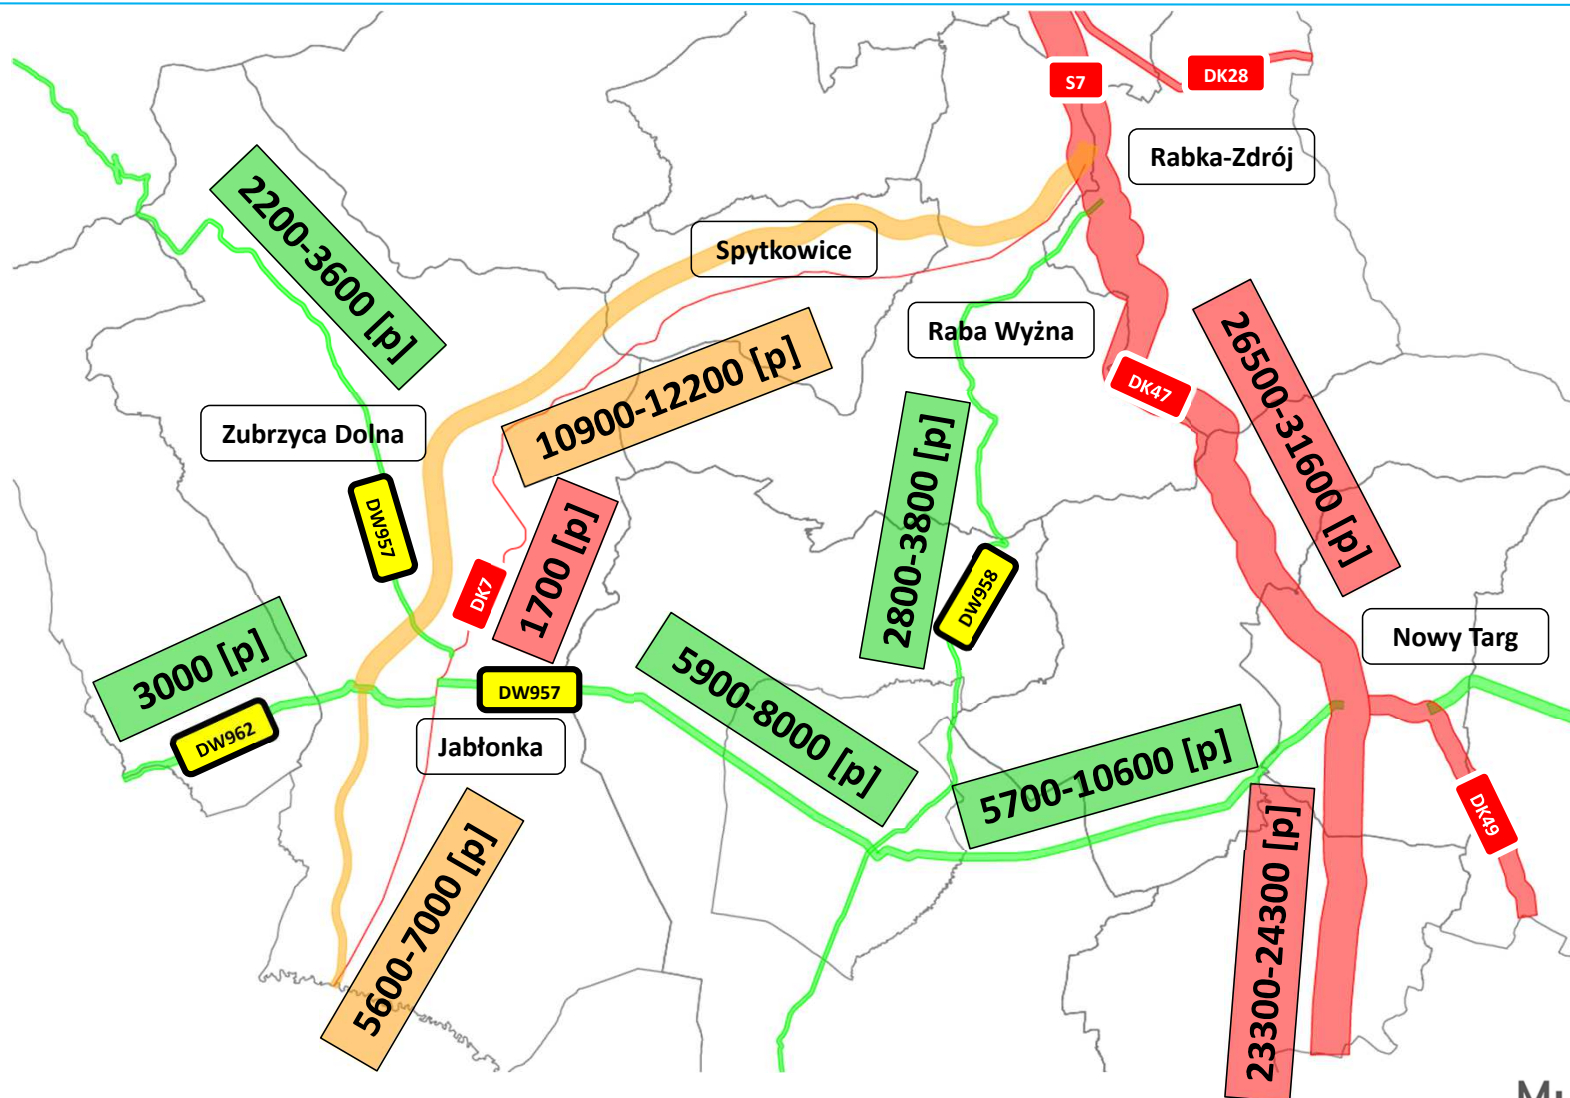 S7
DK28
Rabka-Zdrój
2200-3600 [p]
Spytkowice
Raba Wyżna
26500-31600 [p]
10900-12200 [p]
DK47
Zubrzyca Dolna
2800-3800 [p]
DW957
1700 [p]
DK7
DW958
Nowy Targ
3000 [p]
5900-8000 [p]
DW957
DW962
Jabłonka
5700-10600 [p]
DK49
5600-7000 [p]
23300-24300 [p]